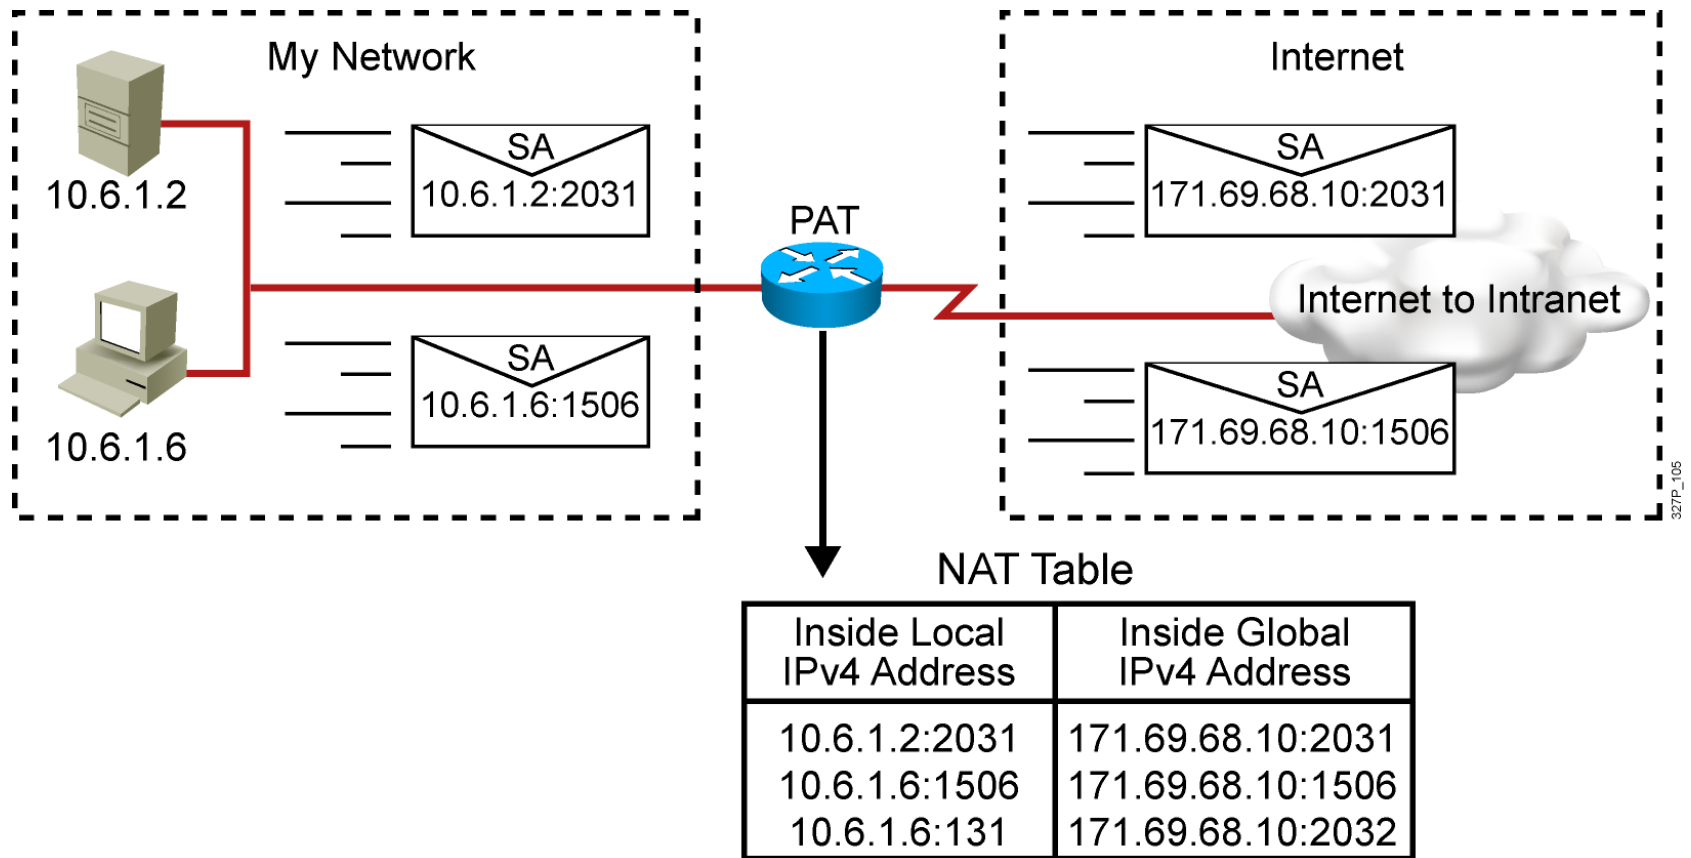 My Network
10.6.1.2
SA
10.6.1.2:2031
10.6.1.6
SA
10.6.1.6:1506
PAT
Internet
SA
171.69.68.10:2031
Internet to Intranet
SA
171.69.68.10:1506
327P_105
NAT Table
Inside Local
IPv4 Address
Inside Global
IPv4 Address
10.6.1.2:2031 171.69.68.10:2031
10.6.1.6:1506 171.69.68.10:1506
10.6.1.6:131 171.69.68.10:2032